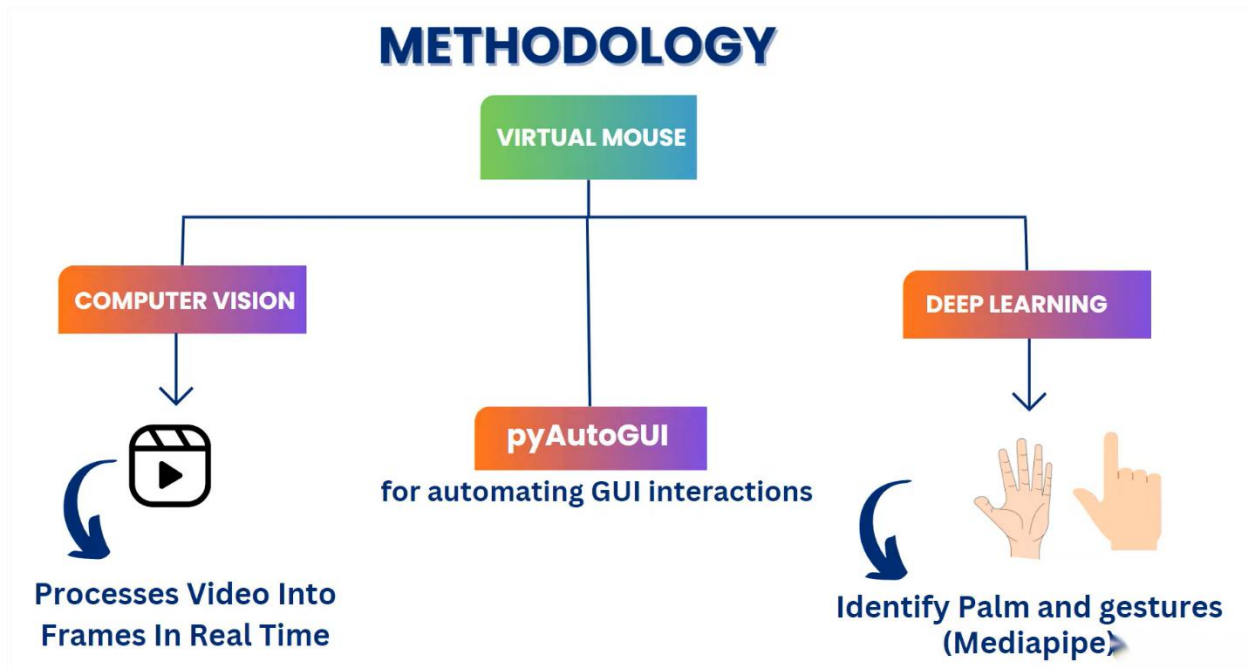 METHODOLOGY
VIRTUAL MOUSE
COMPUTER VISION
Processes Video Into
Frames In Real Time
pyAutoGUI
for automating GUI interactions
DEEP LEARNING
Identify Palm and gestures
(Mediapipe)